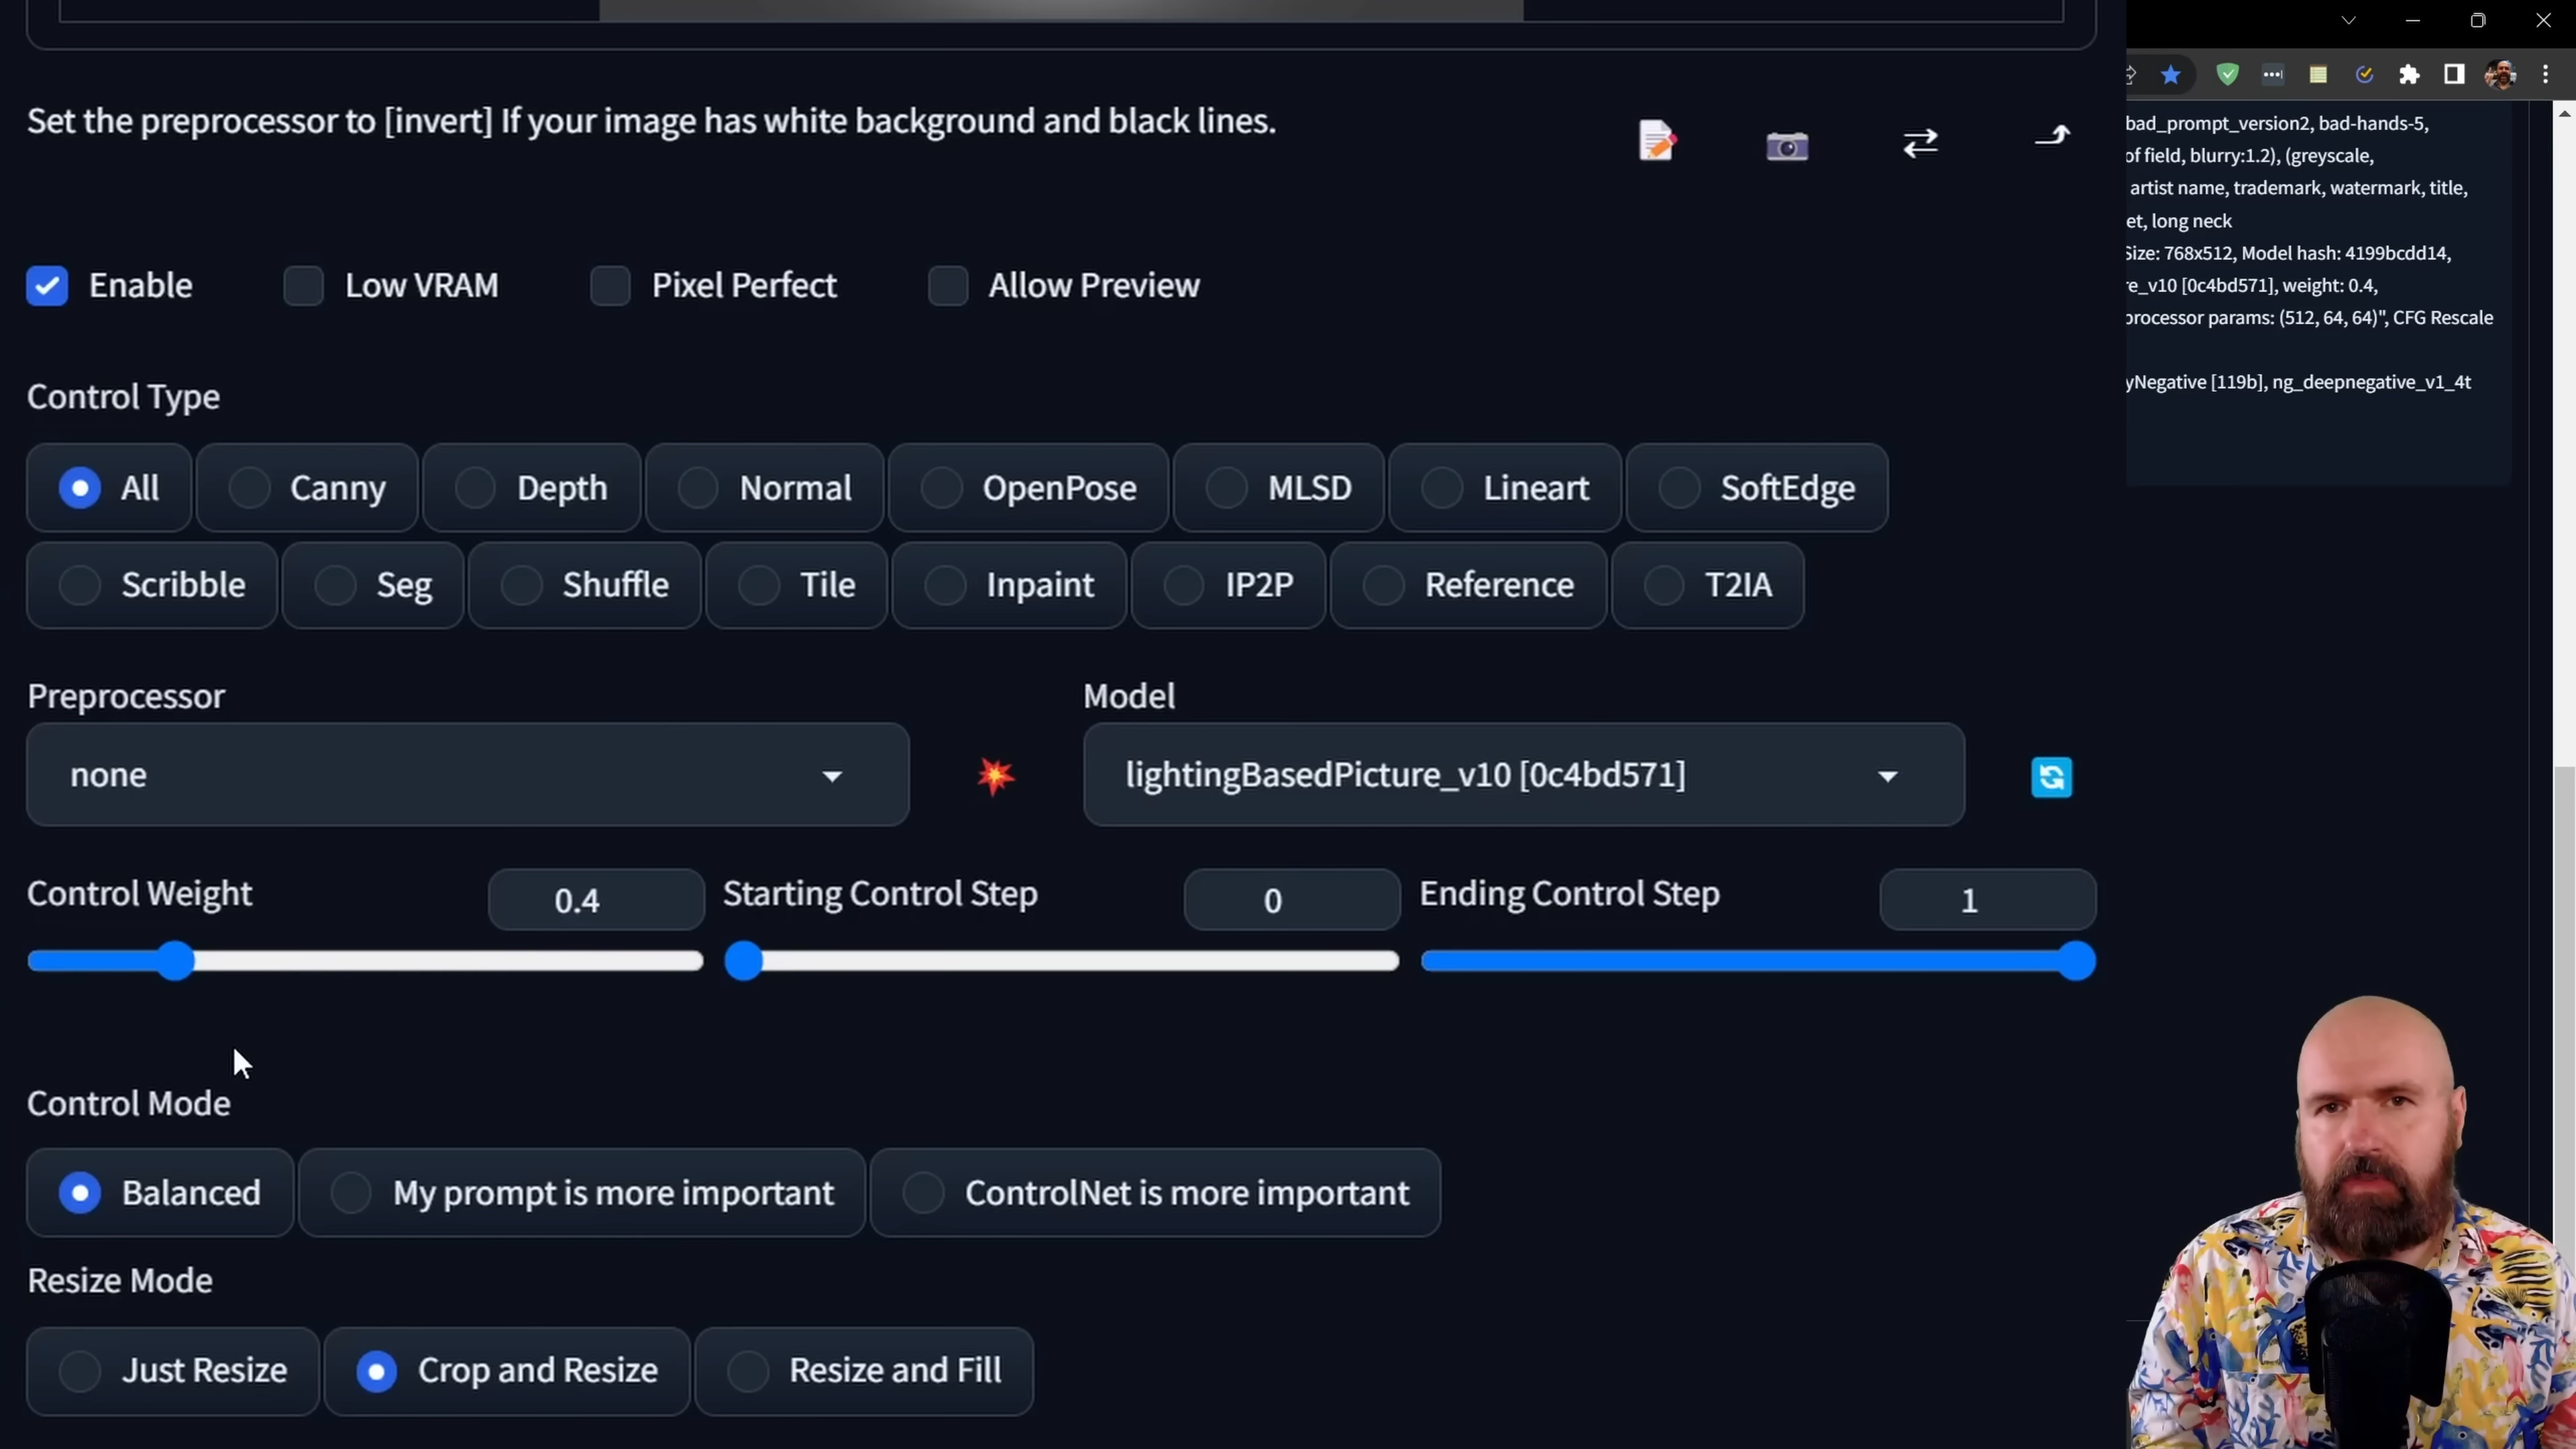 Set the preprocessor to [invert] If your image has white background and black lines.
Enable Low VRAM Pixel Perfect Allow Preview
Control Type
All Canny Depth Normal OpenPose MLSD Lineart SoftEdge
Scribble Seg Shuffle Tile Inpaint IP2P Reference T2IA
Preprocessor Model
none lightingBasedPicture_v10 [0c4bd571]
Control Weight 0.4 Starting Control Step 0 Ending Control Step 1
Control Mode
Balanced My prompt is more important ControlNet is more important
Resize Mode
Just Resize Crop and Resize Resize and Fill
bad_prompt_version2, bad-hands-5,
of field, blurry:1.2), (greyscale,
artist name, trademark, watermark, title,
et, long neck
Size: 768x512, Model hash: 4199bcdd14,
re_v10 [0c4bd571], weight: 0.4,
processor params: (512, 64, 64)", CFG Rescale
yNegative [119b], ng_deepnegative_v1_4t